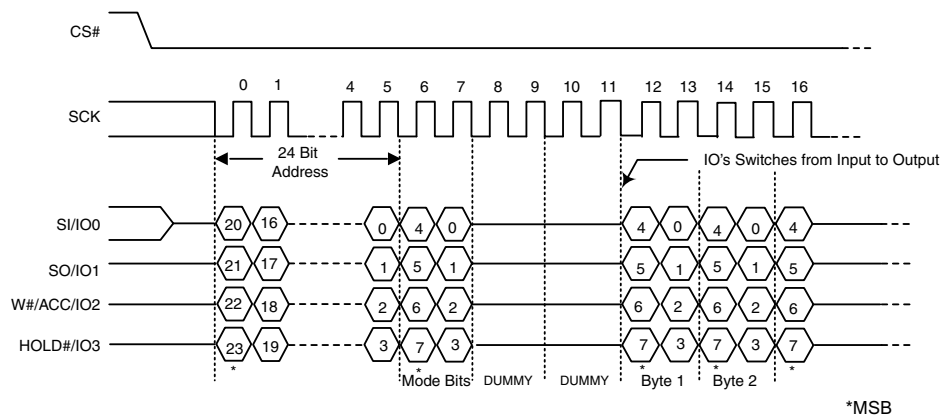 CS#
0 1 4 5 6 7 8 9 10 11 12 13 14 15 16
SCK
24 Bit
Address
IO's Switches from Input to Output
SI/IO0 20 16 0 4 0 4 0 4 0 4
SO/IO1 21 17 1 5 1 5 1 5 1 5
W#/ACC/IO2 22 18 2 6 2 6 2 6 2 6
HOLD#/IO3 23 19 3 7 3 7 3 7 3 7
* * * * *
Mode Bits DUMMY DUMMY Byte 1 Byte 2
*MSB